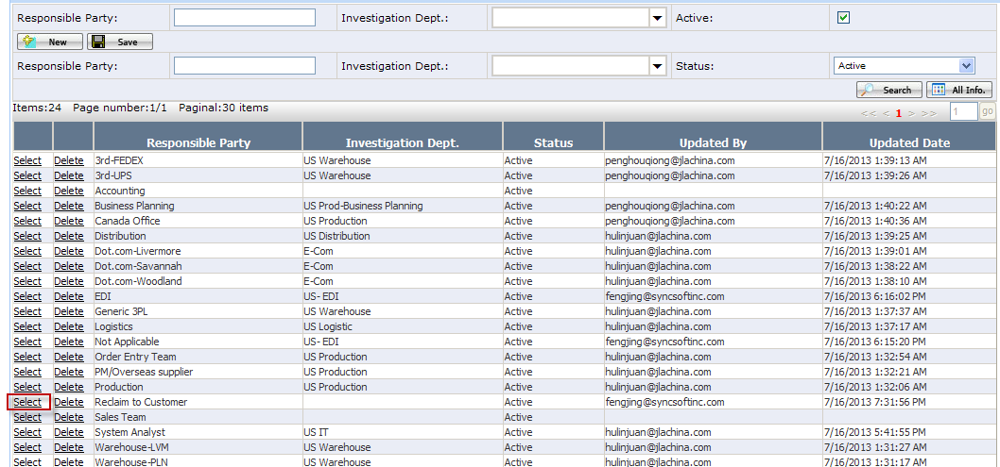 Responsible Party: Investigation Dept.: Active:
New Save
Responsible Party: Investigation Dept.: Status: Active
Search All Info.
Items:24 Page number:1/1 Paginal:30 items << < 1 > >> 1 go
Responsible Party Investigation Dept. Status Updated By Updated Date
Select Delete 3rd-FEDEX US Warehouse Active penghouqiong@jlachina.com 7/16/2013 1:39:13 AM
Select Delete 3rd-UPS US Warehouse Active penghouqiong@jlachina.com 7/16/2013 1:39:26 AM
Select Delete Accounting Active
Select Delete Business Planning US Prod-Business Planning Active penghouqiong@jlachina.com 7/16/2013 1:40:22 AM
Select Delete Canada Office US Production Active penghouqiong@jlachina.com 7/16/2013 1:40:36 AM
Select Delete Distribution US Distribution Active hulinjuan@jlachina.com 7/16/2013 1:39:25 AM
Select Delete Dot.com-Livermore E-Com Active hulinjuan@jlachina.com 7/16/2013 1:39:01 AM
Select Delete Dot.com-Savannah E-Com Active hulinjuan@jlachina.com 7/16/2013 1:38:22 AM
Select Delete Dot.com-Woodland E-Com Active hulinjuan@jlachina.com 7/16/2013 1:38:10 AM
Select Delete EDI US- EDI Active fengjing@syncsoftinc.com 7/16/2013 6:16:02 PM
Select Delete Generic 3PL US Warehouse Active hulinjuan@jlachina.com 7/16/2013 1:37:37 AM
Select Delete Logistics US Logistic Active hulinjuan@jlachina.com 7/16/2013 1:37:17 AM
Select Delete Not Applicable US- EDI Active fengjing@syncsoftinc.com 7/16/2013 6:15:20 PM
Select Delete Order Entry Team US Production Active hulinjuan@jlachina.com 7/16/2013 1:32:54 AM
Select Delete PM/Overseas supplier US Production Active hulinjuan@jlachina.com 7/16/2013 1:32:21 AM
Select Delete Production US Production Active hulinjuan@jlachina.com 7/16/2013 1:32:06 AM
Select Delete Reclaim to Customer Active fengjing@syncsoftinc.com 7/16/2013 7:31:56 PM
Select Delete Sales Team Active
Select Delete System Analyst US IT Active hulinjuan@jlachina.com 7/16/2013 5:41:55 PM
Select Delete Warehouse-LVM US Warehouse Active hulinjuan@jlachina.com 7/16/2013 1:31:27 AM
Select Delete Warehouse-PLN US Warehouse Active hulinjuan@jlachina.com 7/16/2013 1:31:17 AM